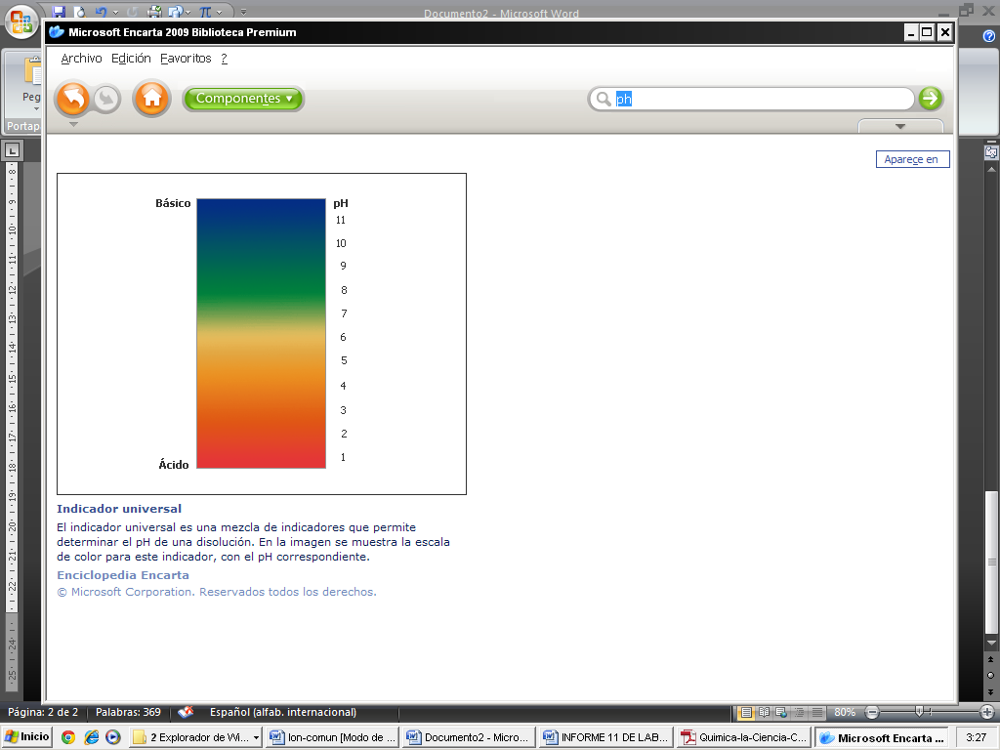 Documento2 - Microsoft Word
Microsoft Encarta 2009 Biblioteca Premium
Archivo Edición Favoritos ?
Peg
Componentes
ph
Portap
Aparece en
Básico
pH
11
10
9
8
7
6
5
4
3
2
1
Ácido
Indicador universal
El indicador universal es una mezcla de indicadores que permite
determinar el pH de una disolución. En la imagen se muestra la escala
de color para este indicador, con el pH correspondiente.
Enciclopedia Encarta
© Microsoft Corporation. Reservados todos los derechos.
Página: 2 de 2 Palabras: 369 Español (alfab. internacional) 80%
Inicio 2 Explorador de Wi... Ion-comun [Modo de ... Documento2 - Micro... INFORME 11 DE LAB... Quimica-la-Ciencia-C... Microsoft Encarta ... 3:27